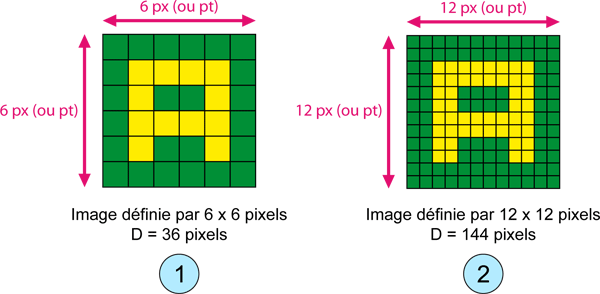 6 px (ou pt)
6 px (ou pt)
Image définie par 6 x 6 pixels
D = 36 pixels
1
12 px (ou pt)
12 px (ou pt)
Image définie par 12 x 12 pixels
D = 144 pixels
2